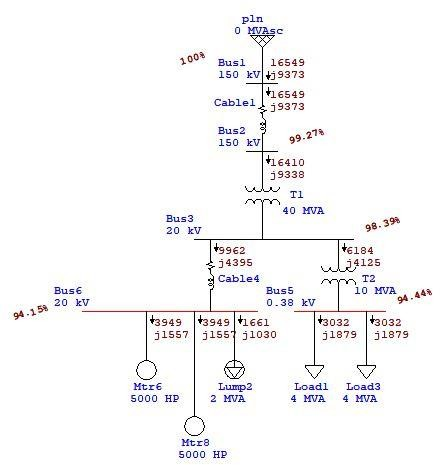 pln
0 MVAsc
100%
Bus1
150 kV
16549
j9373
16549
j9373
Cable1
Bus2
150 kV
99.27%
16410
j9338
T1
40 MVA
Bus3
20 kV
98.39%
9962
j4395
6184
j4125
Cable4
T2
10 MVA
Bus6
20 kV
94.15%
Bus5
0.38 kV
94.44%
3949
j1557
3949
j1557
1661
j1030
3032
j1879
3032
j1879
Mtr6
5000 HP
Lump2
2 MVA
Load1
4 MVA
Load3
4 MVA
Mtr8
5000 HP